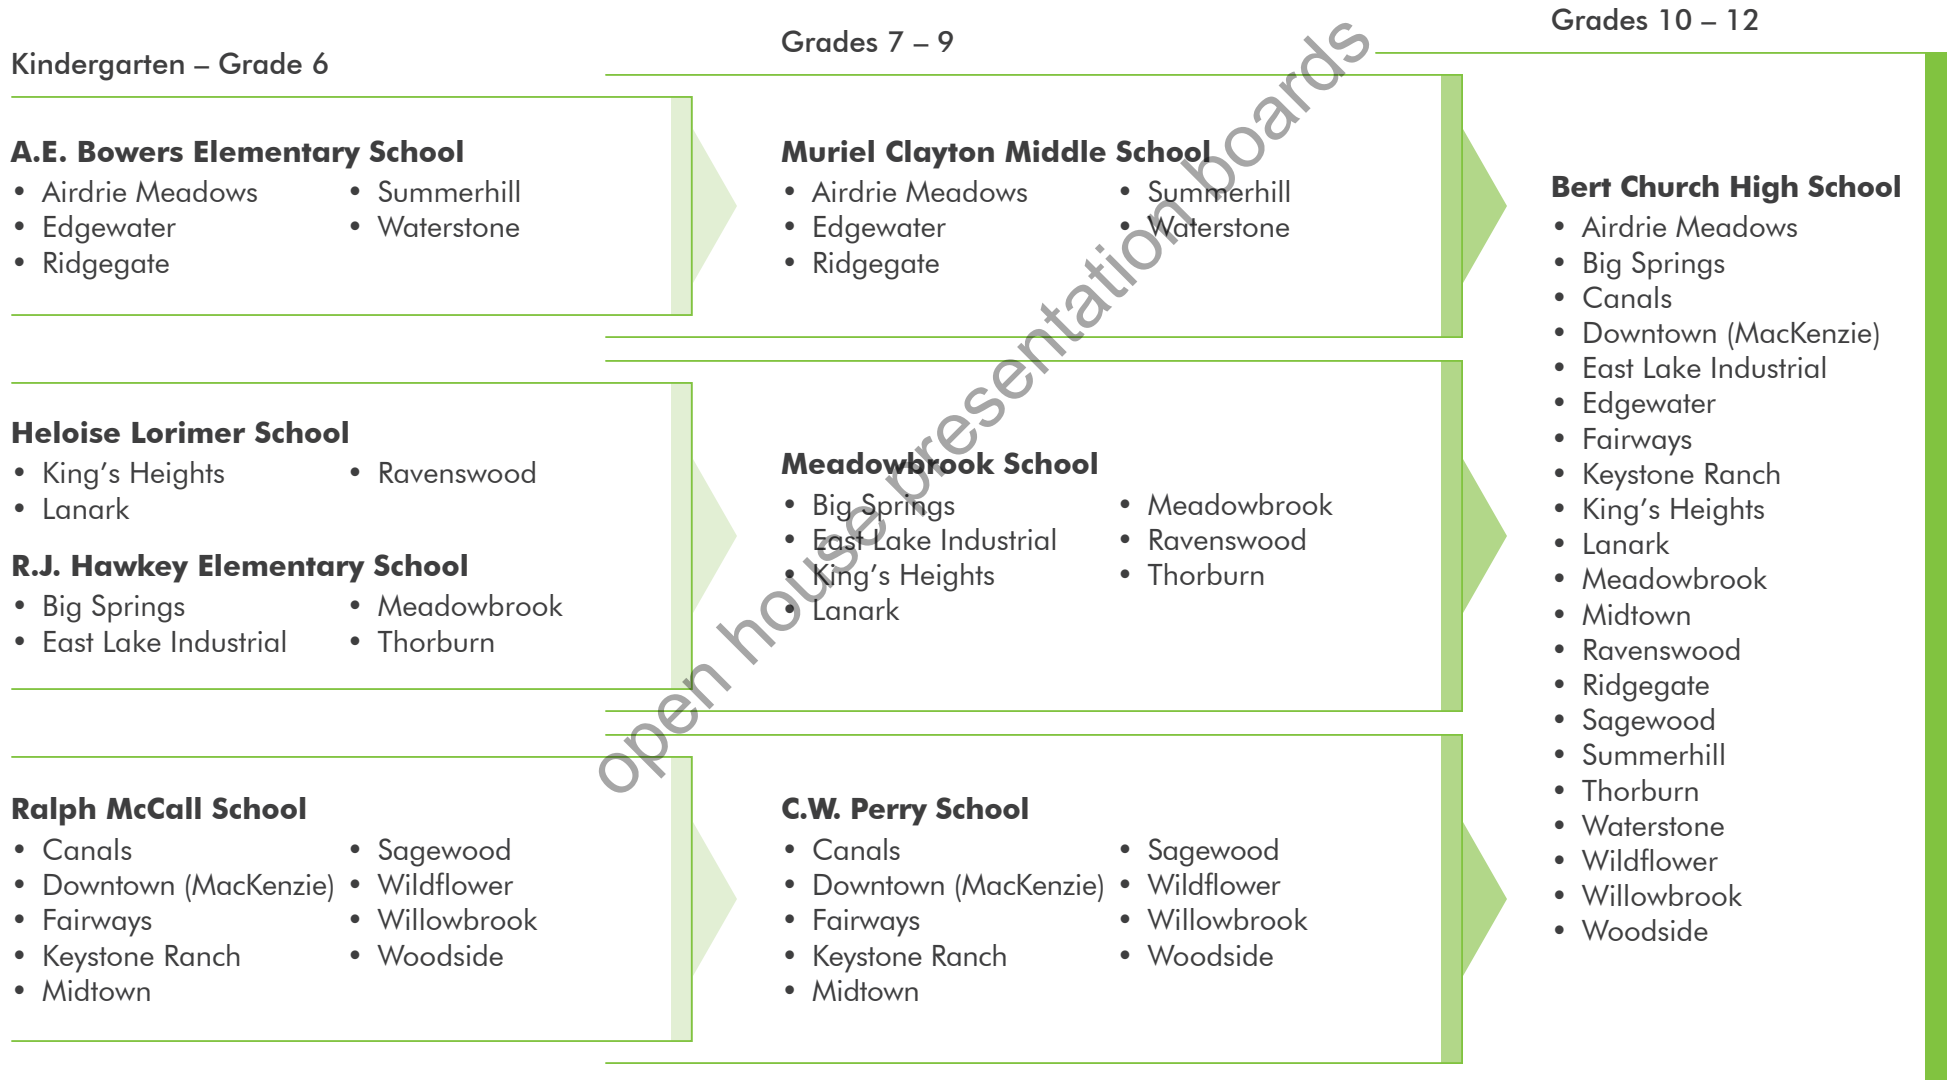 Kindergarten – Grade 6
A.E. Bowers Elementary School
• Airdrie Meadows
• Edgewater
• Ridgegate
• Summerhill
• Waterstone
Heloise Lorimer School
• King’s Heights
• Lanark
• Ravenswood
R.J. Hawkey Elementary School
• Big Springs
• East Lake Industrial
• Meadowbrook
• Thorburn
Ralph McCall School
• Canals
• Downtown (MacKenzie)
• Fairways
• Keystone Ranch
• Midtown
• Sagewood
• Wildflower
• Willowbrook
• Woodside
Grades 7 – 9
Muriel Clayton Middle School
• Airdrie Meadows
• Edgewater
• Ridgegate
• Summerhill
• Waterstone
Meadowbrook School
• Big Springs
• East Lake Industrial
• King’s Heights
• Lanark
• Meadowbrook
• Ravenswood
• Thorburn
C.W. Perry School
• Canals
• Downtown (MacKenzie)
• Fairways
• Keystone Ranch
• Midtown
• Sagewood
• Wildflower
• Willowbrook
• Woodside
Grades 10 – 12
Bert Church High School
• Airdrie Meadows
• Big Springs
• Canals
• Downtown (MacKenzie)
• East Lake Industrial
• Edgewater
• Fairways
• Keystone Ranch
• King’s Heights
• Lanark
• Meadowbrook
• Midtown
• Ravenswood
• Ridgegate
• Sagewood
• Summerhill
• Thorburn
• Waterstone
• Wildflower
• Willowbrook
• Woodside
open house presentation boards